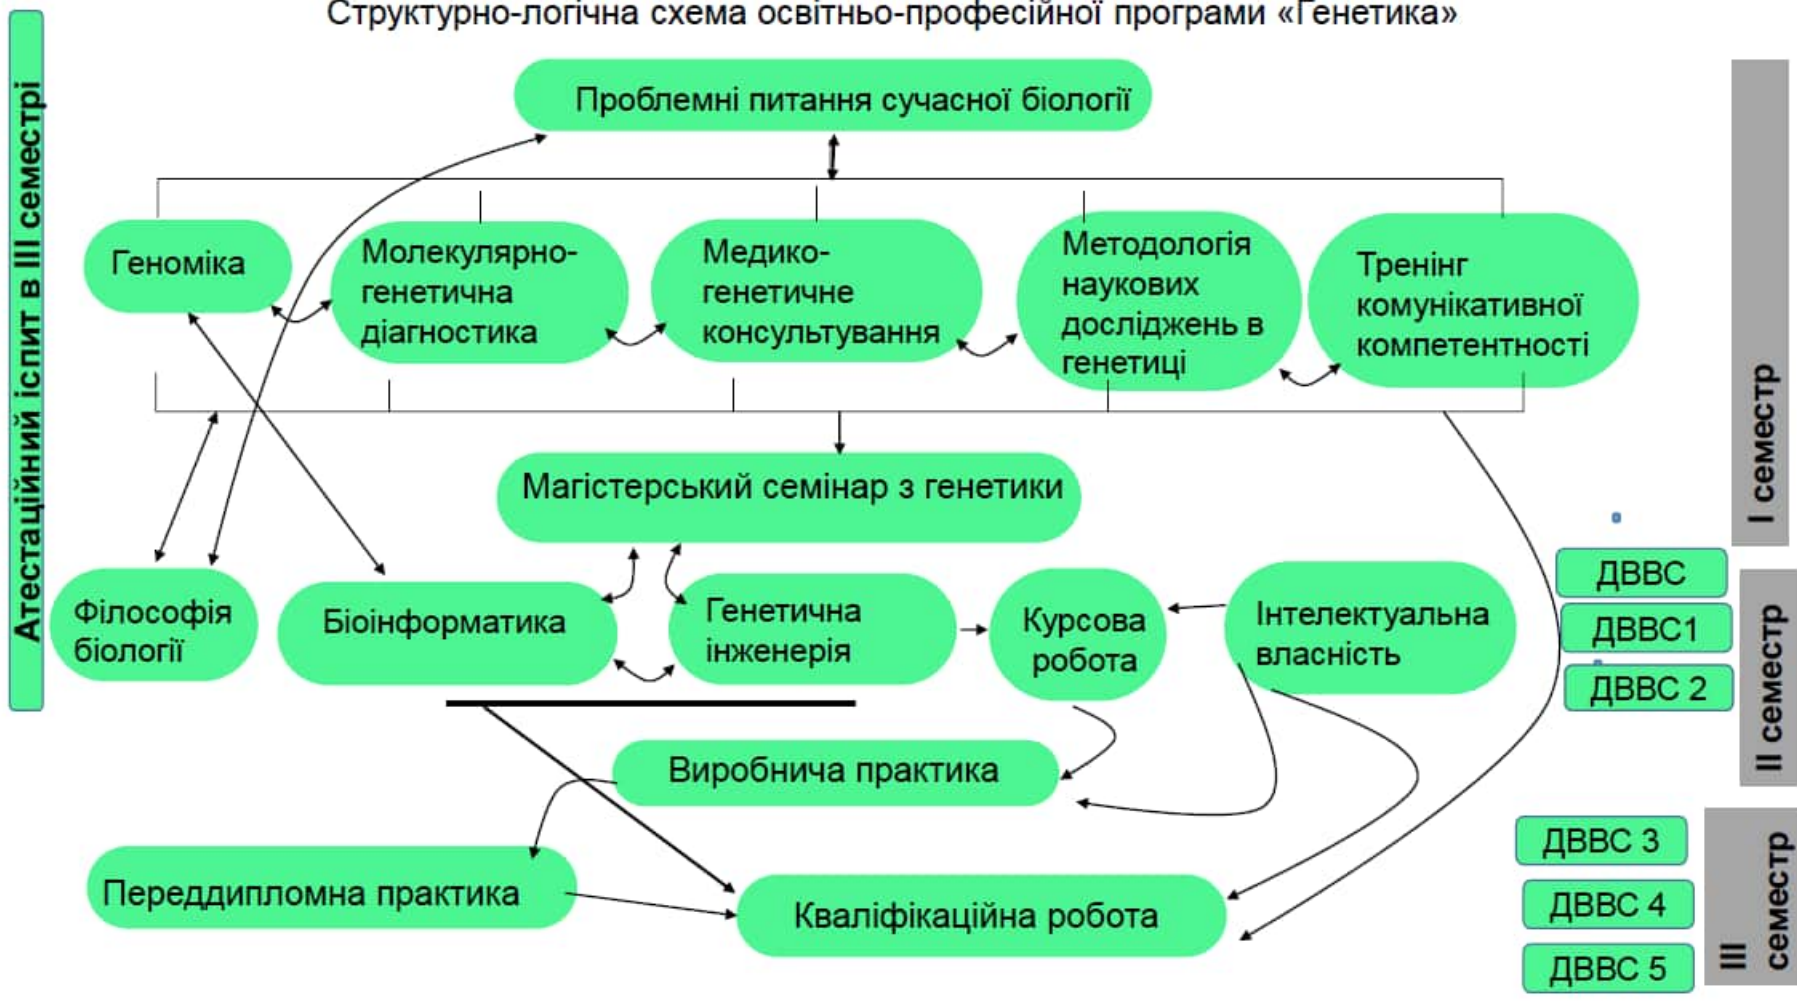 Структурно-логічна схема освітньо-професійної програми «Генетика»
Атестаційний іспит в III семестрі
Проблемні питання сучасної біології
Геноміка
Молекулярно-
генетична
діагностика
Медико-
генетичне
консультування
Методологія
наукових
досліджень в
генетиці
Тренінг
комунікативної
компетентності
I семестр
Магістерський семінар з генетики
Філософія
біології
Біоінформатика
Генетична
інженерія
Курсова
робота
Інтелектуальна
власність
ДВВС
ДВВС1
ДВВС 2
II семестр
Виробнича практика
Переддипломна практика
Кваліфікаційна робота
ДВВС 3
ДВВС 4
ДВВС 5
III
семестр